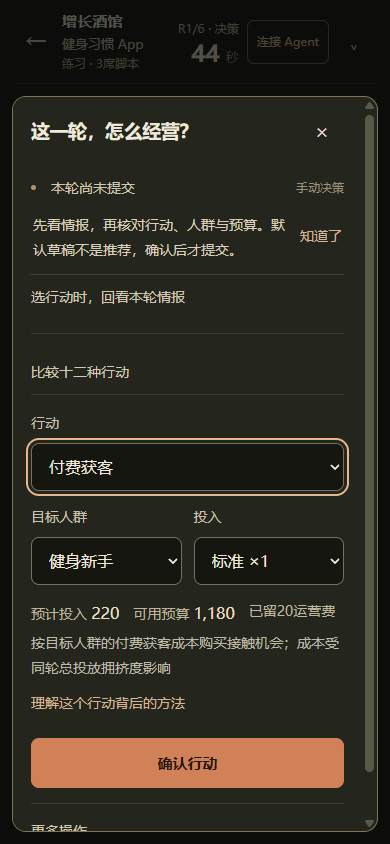 增长酒馆
健身习惯 App
练习 · 3席脚本
R1/6 · 决策
44 秒
连接 Agent
这一轮，怎么经营？
本轮尚未提交
手动决策
先看情报，再核对行动、人群与预算。默
认草稿不是推荐，确认后才提交。
知道了
选行动时，回看本轮情报
比较十二种行动
行动
付费获客
目标人群 投入
健身新手 标准 ×1
预计投入 220 可用预算 1,180 已留20运营费
按目标人群的付费获客成本购买接触机会；成本受
同轮总投放拥挤度影响
理解这个行动背后的方法
确认行动
更多操作